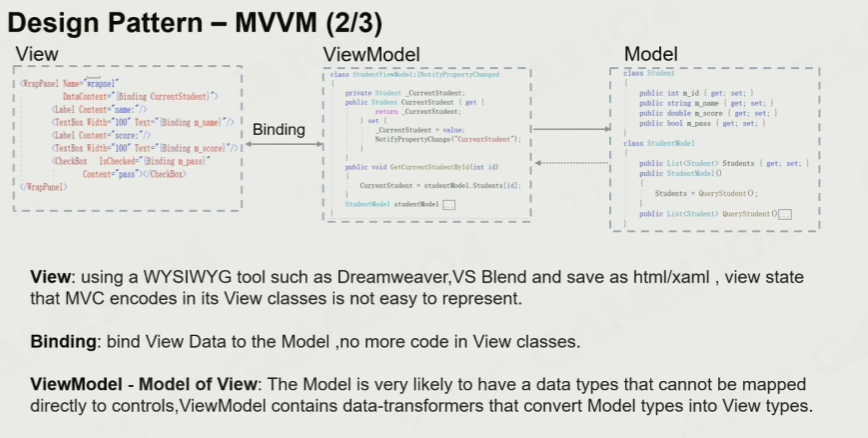 Design Pattern – MVVM (2/3)
View
<WrapPanel Name="wrapnel"
DataContext="{Binding CurrentStudent}">
<Label Content="name:"/>
<TextBox Width="100" Text="{Binding m_name}"/>
<Label Content="score:"/>
<TextBox Width="100" Text="{Binding m_score}"/>
<CheckBox IsChecked="{Binding m_pass}"
Content="pass"></CheckBox>
</WrapPanel>
Binding
ViewModel
class StudentViewModel:INotifyPropertyChanged
{
private Student _CurrentStudent;
public Student CurrentStudent { get {
return _CurrentStudent;
} set {
_CurrentStudent = value;
NotifyPropertyChange("CurrentStudent");
}
}
public void GetCurrentStudentById(int id)
{
CurrentStudent = studentModel.Students[id];
}
StudentModel studentModel ...
}
Model
class Student
{
public int m_id { get; set; }
public string m_name { get; set; }
public double m_score { get; set; }
public bool m_pass { get; set; }
}
class StudentModel
{
public List<Student> Students { get; set; }
public StudentModel()
{
Students = QueryStudent();
}
public List<Student> QueryStudent()...
}
View: using a WYSIWYG tool such as Dreamweaver,VS Blend and save as html/xaml , view state
that MVC encodes in its View classes is not easy to represent.
Binding: bind View Data to the Model ,no more code in View classes.
ViewModel - Model of View: The Model is very likely to have a data types that cannot be mapped
directly to controls,ViewModel contains data-transformers that convert Model types into View types.